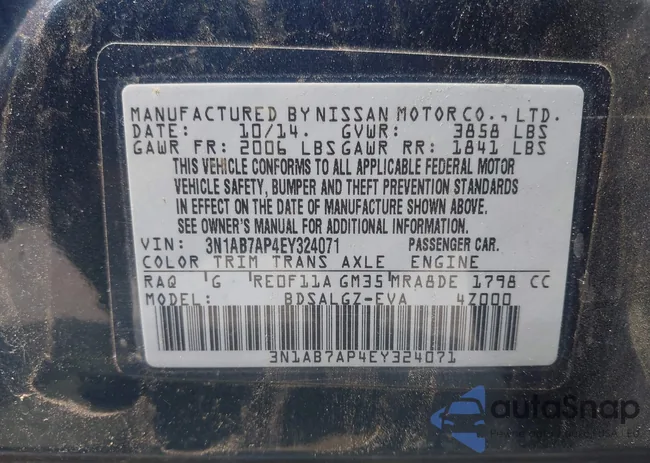 MANUFACTURED BY NISSAN MOTOR CO., LTD.
DATE: 10/14. GVWR: 3858 LBS
GAWR FR: 2006 LBS GAWR RR: 1841 LBS
THIS VEHICLE CONFORMS TO ALL APPLICABLE FEDERAL MOTOR
VEHICLE SAFETY, BUMPER AND THEFT PREVENTION STANDARDS
IN EFFECT ON THE DATE OF MANUFACTURE SHOWN ABOVE.
SEE OWNER'S MANUAL FOR ADDITIONAL INFORMATION.
VIN: 3N1AB7AP4EY324071 PASSENGER CAR.
COLOR TRIM TRANS AXLE ENGINE
RAQ 'G RE0F11A GM35 MRA8DE 1798 CC
MODEL: BDSALGZ-EVA 4Z000
3N1AB7AP4EY324071
autoSnap